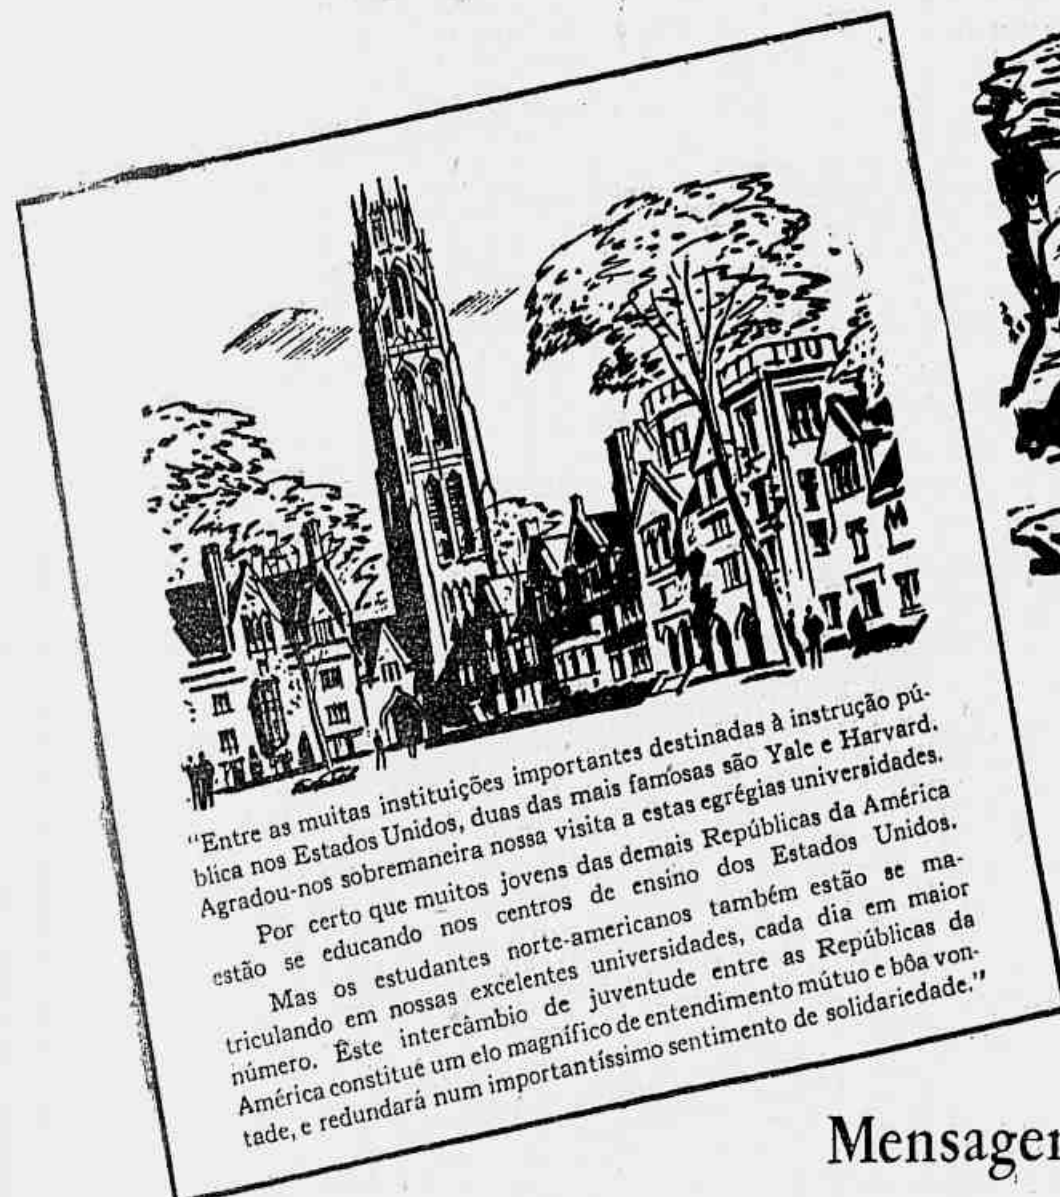 "Entre as muitas instituições importantes destinadas à instrução pú-
blica nos Estados Unidos, duas das mais famosas são Yale e Harvard.
Agradou-nos sobremaneira nossa visita a estas egrégias universidades.
Por certo que muitos jovens das demais Repúblicas da América
estão se educando nos centros de ensino dos Estados Unidos.
Mas os estudantes norte-americanos também estão se ma-
triculando em nossas excelentes universidades, cada dia em maior
número. Êste intercâmbio de juventude entre as Repúblicas da
América constitué um elo magnífico de entendimento mútuo e bôa von-
tade, e redundará num importantíssimo sentimento de solidariedade."
Mensager